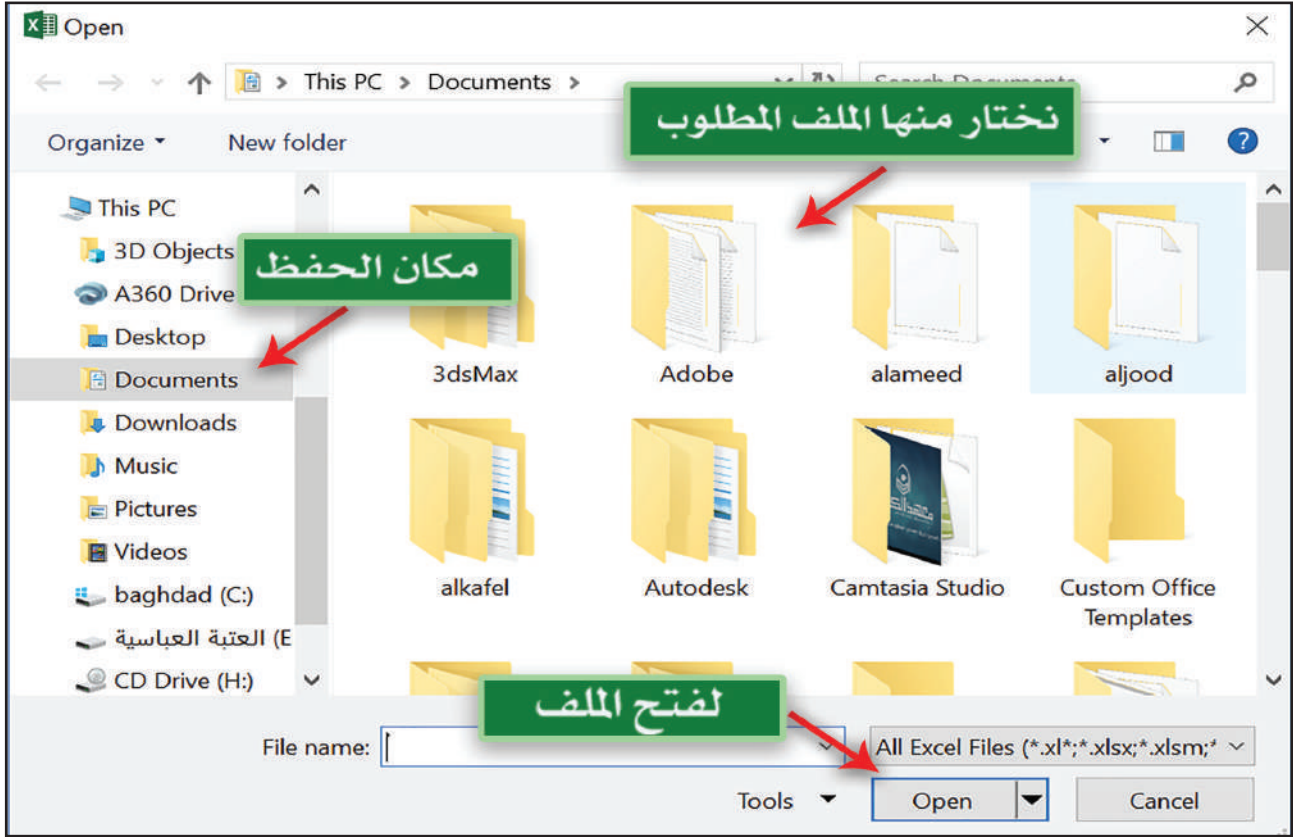 Open
This PC > Documents >
Search Documents
نختار منها الملف المطلوب
Organize
New folder
This PC
3D Objects
مكان الحفظ
A360 Drive
Desktop
Documents
Downloads
Music
Pictures
Videos
baghdad (C:)
العتبة العباسية (E
CD Drive (H:)
3dsMax
Adobe
alameed
aljood
alkafel
Autodesk
Camtasia Studio
Custom Office
Templates
لفتح الملف
File name:
All Excel Files (*.xl*;*.xlsx;*.xlsm;*
Tools
Open
Cancel